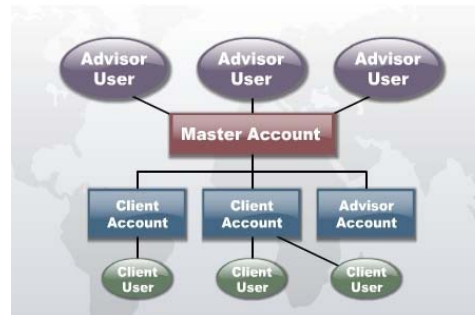 Advisor User
Advisor User
Advisor User
Master Account
Client Account
Client Account
Advisor Account
Client User
Client User
Client User